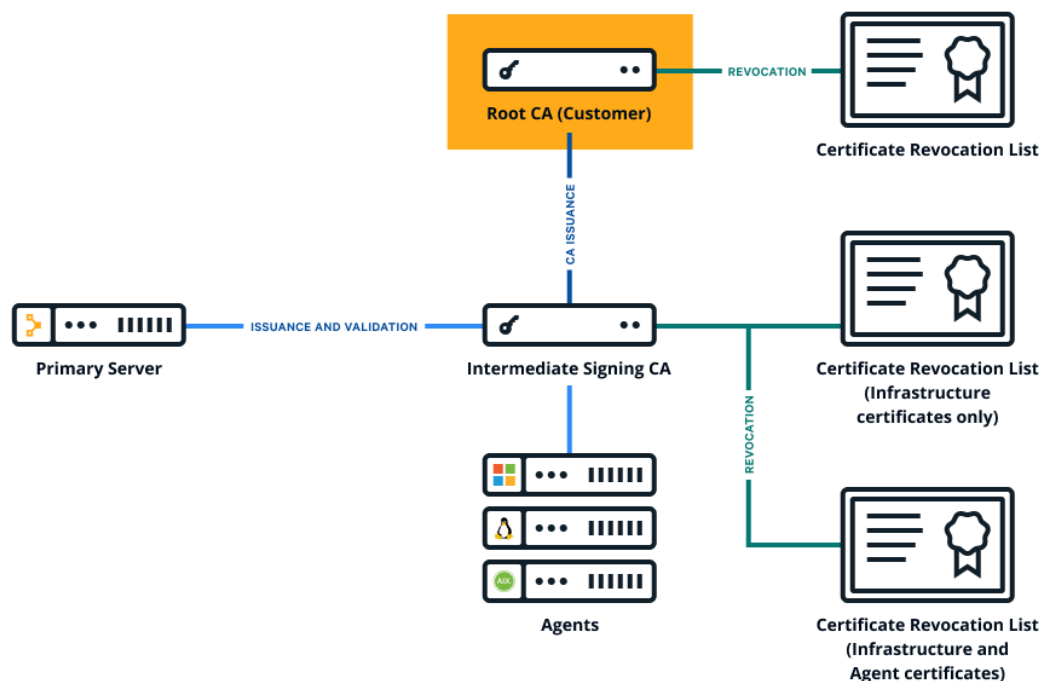 REVOCATION
Root CA (Customer)
Certificate Revocation List
CA ISSUANCE
ISSUANCE AND VALIDATION
Primary Server
Intermediate Signing CA
Certificate Revocation List
(Infrastructure
certificates only)
REVOCATION
AIX
Agents
Certificate Revocation List
(Infrastructure and
Agent certificates)